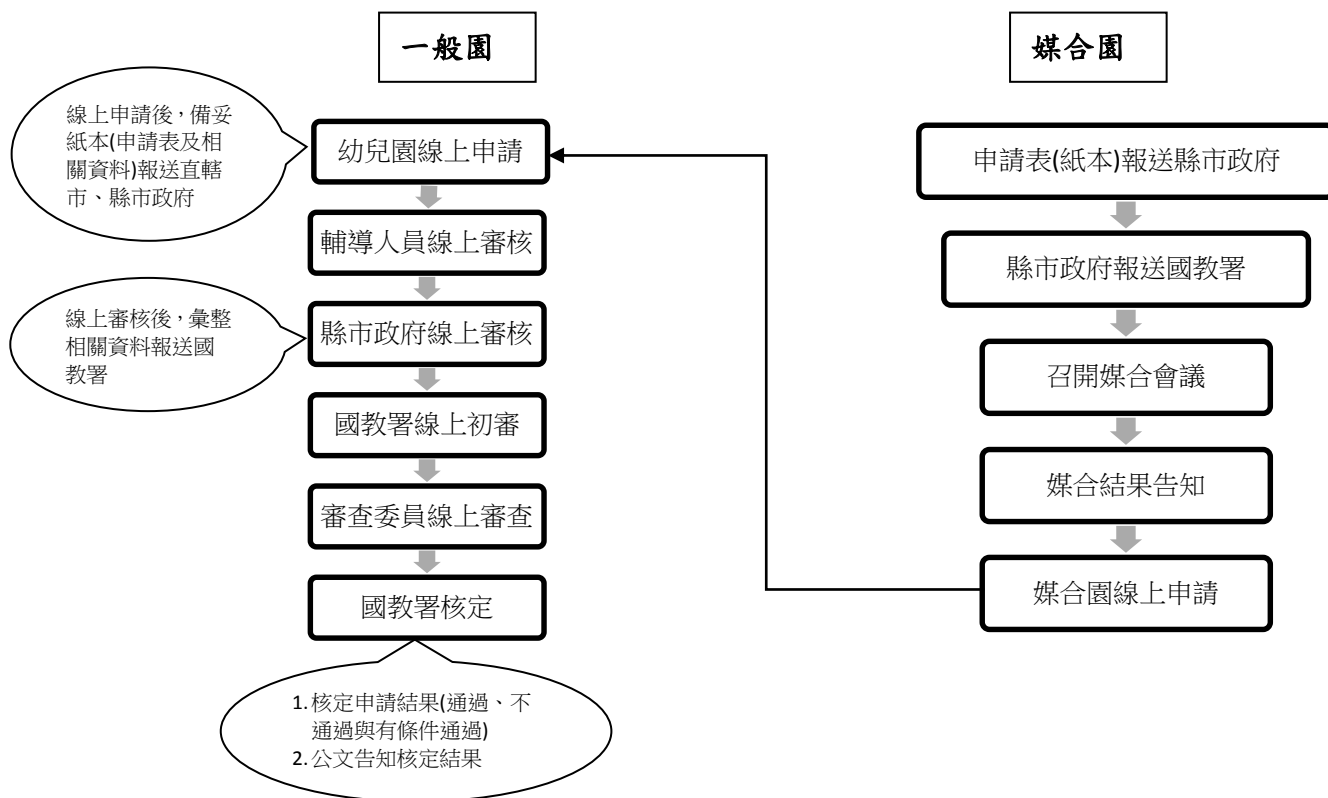 一般園
線上申請後，備妥
紙本(申請表及相
關資料)報送直轄
市、縣市政府
幼兒園線上申請
輔導人員線上審核
線上審核後，彙整
相關資料報送國
教署
縣市政府線上審核
國教署線上初審
審查委員線上審查
國教署核定
1.核定申請結果(通過、不
通過與有條件通過)
2.公文告知核定結果
媒合園
申請表(紙本)報送縣市政府
縣市政府報送國教署
召開媒合會議
媒合結果告知
媒合園線上申請